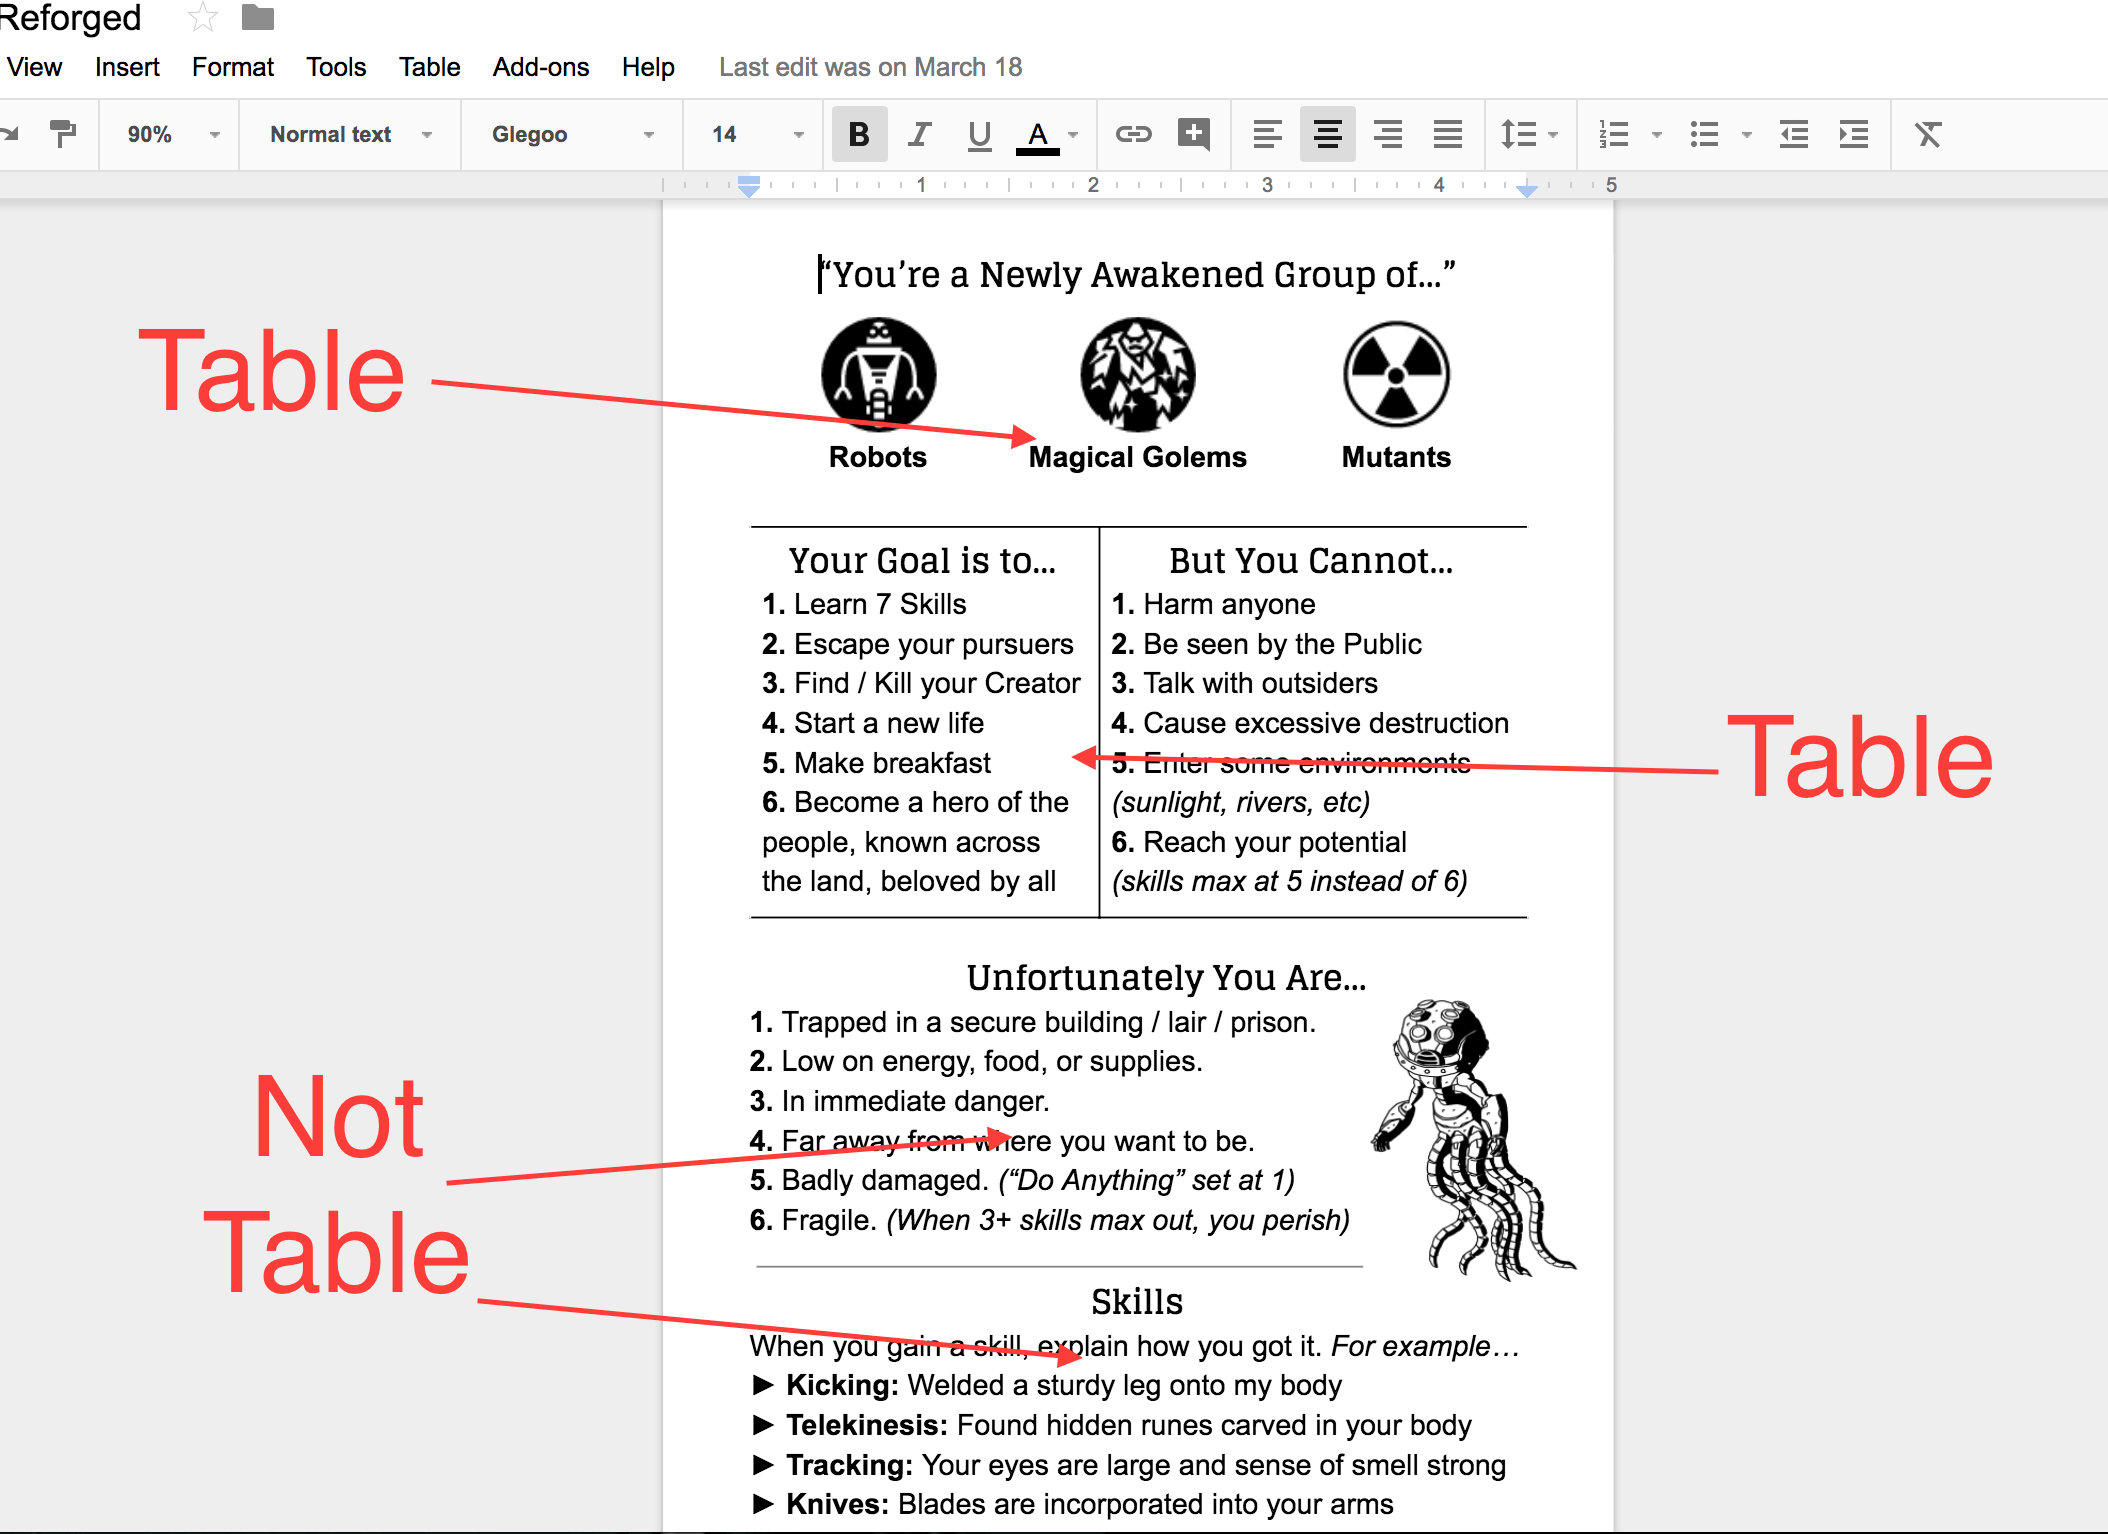 Reforged
View Insert Format Tools Table Add-ons Help Last edit was on March 18
90% Normal text Glegoo 14 B I U A
1 2 3 4 5
“You’re a Newly Awakened Group of...”
Table
Robots Magical Golems Mutants
Your Goal is to... But You Cannot...
1. Learn 7 Skills 1. Harm anyone
2. Escape your pursuers 2. Be seen by the Public
3. Find / Kill your Creator 3. Talk with outsiders
4. Start a new life 4. Cause excessive destruction
5. Make breakfast 5. Enter some environments
Table
6. Become a hero of the (sunlight, rivers, etc)
people, known across 6. Reach your potential
the land, beloved by all (skills max at 5 instead of 6)
Unfortunately You Are...
1. Trapped in a secure building / lair / prison.
2. Low on energy, food, or supplies.
3. In immediate danger.
Not
4. Far away from where you want to be.
5. Badly damaged. (“Do Anything” set at 1)
6. Fragile. (When 3+ skills max out, you perish)
Table
Skills
When you gain a skill, explain how you got it. For example...
► Kicking: Welded a sturdy leg onto my body
► Telekinesis: Found hidden runes carved in your body
► Tracking: Your eyes are large and sense of smell strong
► Knives: Blades are incorporated into your arms